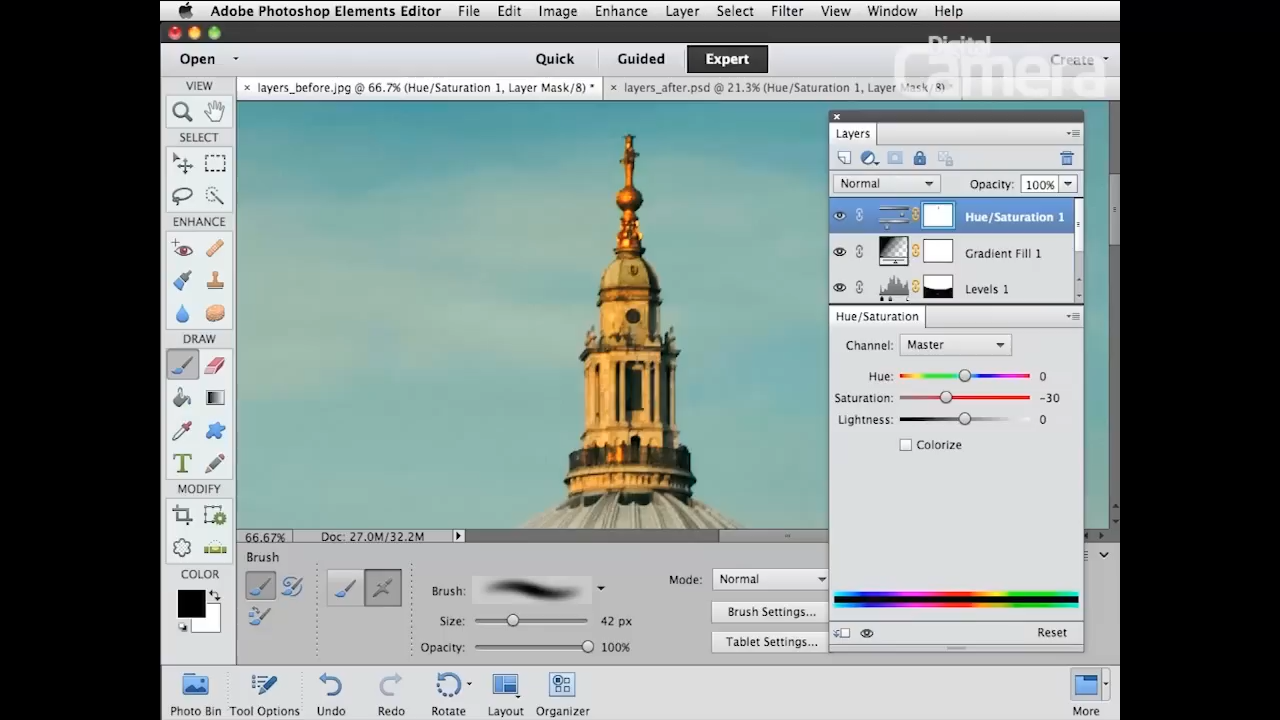 Adobe Photoshop Elements Editor File Edit Image Enhance Layer Select Filter View Window Help
Digital
Camera
Open Quick Guided Expert Create
VIEW
layers_before.jpg @ 66.7% (Hue/Saturation 1, Layer Mask/8) *
layers_after.psd @ 21.3% (Hue/Saturation 1, Layer Mask/8) *
SELECT
ENHANCE
DRAW
MODIFY
COLOR
Layers
Normal Opacity: 100%
Hue/Saturation 1
Gradient Fill 1
Levels 1
Hue/Saturation
Channel: Master
Hue: 0
Saturation: -30
Lightness: 0
Colorize
Reset
66.67% Doc: 27.0M/32.2M
Brush
Brush:
Size: 42 px
Opacity: 100%
Mode: Normal
Brush Settings...
Tablet Settings...
Photo Bin Tool Options Undo Redo Rotate Layout Organizer More